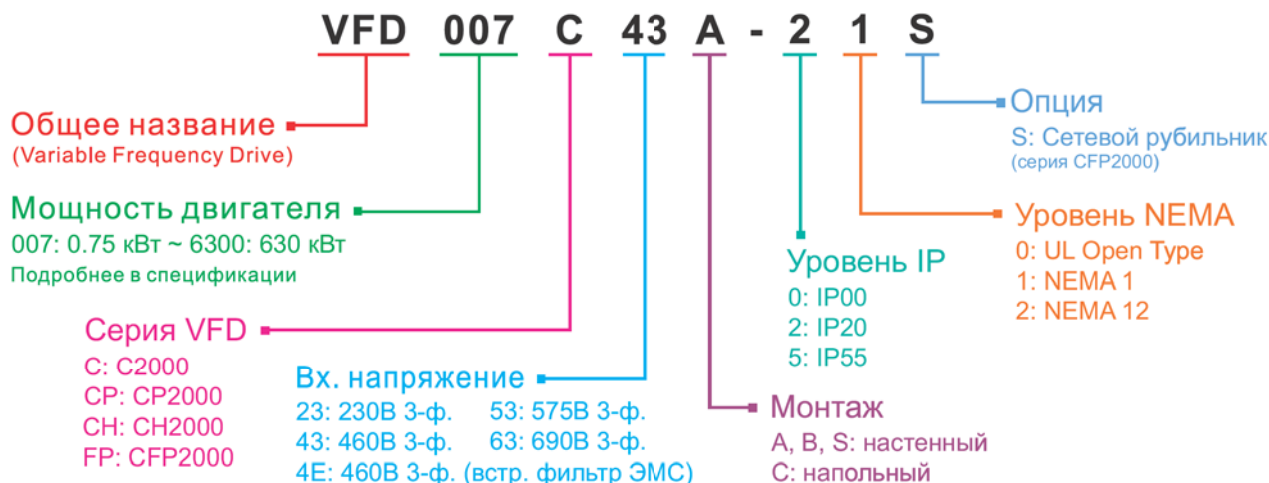 VFD 007 C 43 A - 2 1 S
Общее название
(Variable Frequency Drive)
Мощность двигателя
007: 0.75 кВт ~ 6300: 630 кВт
Подробнее в спецификации
Серия VFD
C: C2000
CP: CP2000
CH: CH2000
FP: CFP2000
Вх. напряжение
23: 230В 3-ф. 53: 575В 3-ф.
43: 460В 3-ф. 63: 690В 3-ф.
4E: 460В 3-ф. (встр. фильтр ЭМС)
Монтаж
A, B, S: настенный
C: напольный
Уровень IP
0: IP00
2: IP20
5: IP55
Уровень NEMA
0: UL Open Type
1: NEMA 1
2: NEMA 12
Опция
S: Сетевой рубильник
(серия CFP2000)